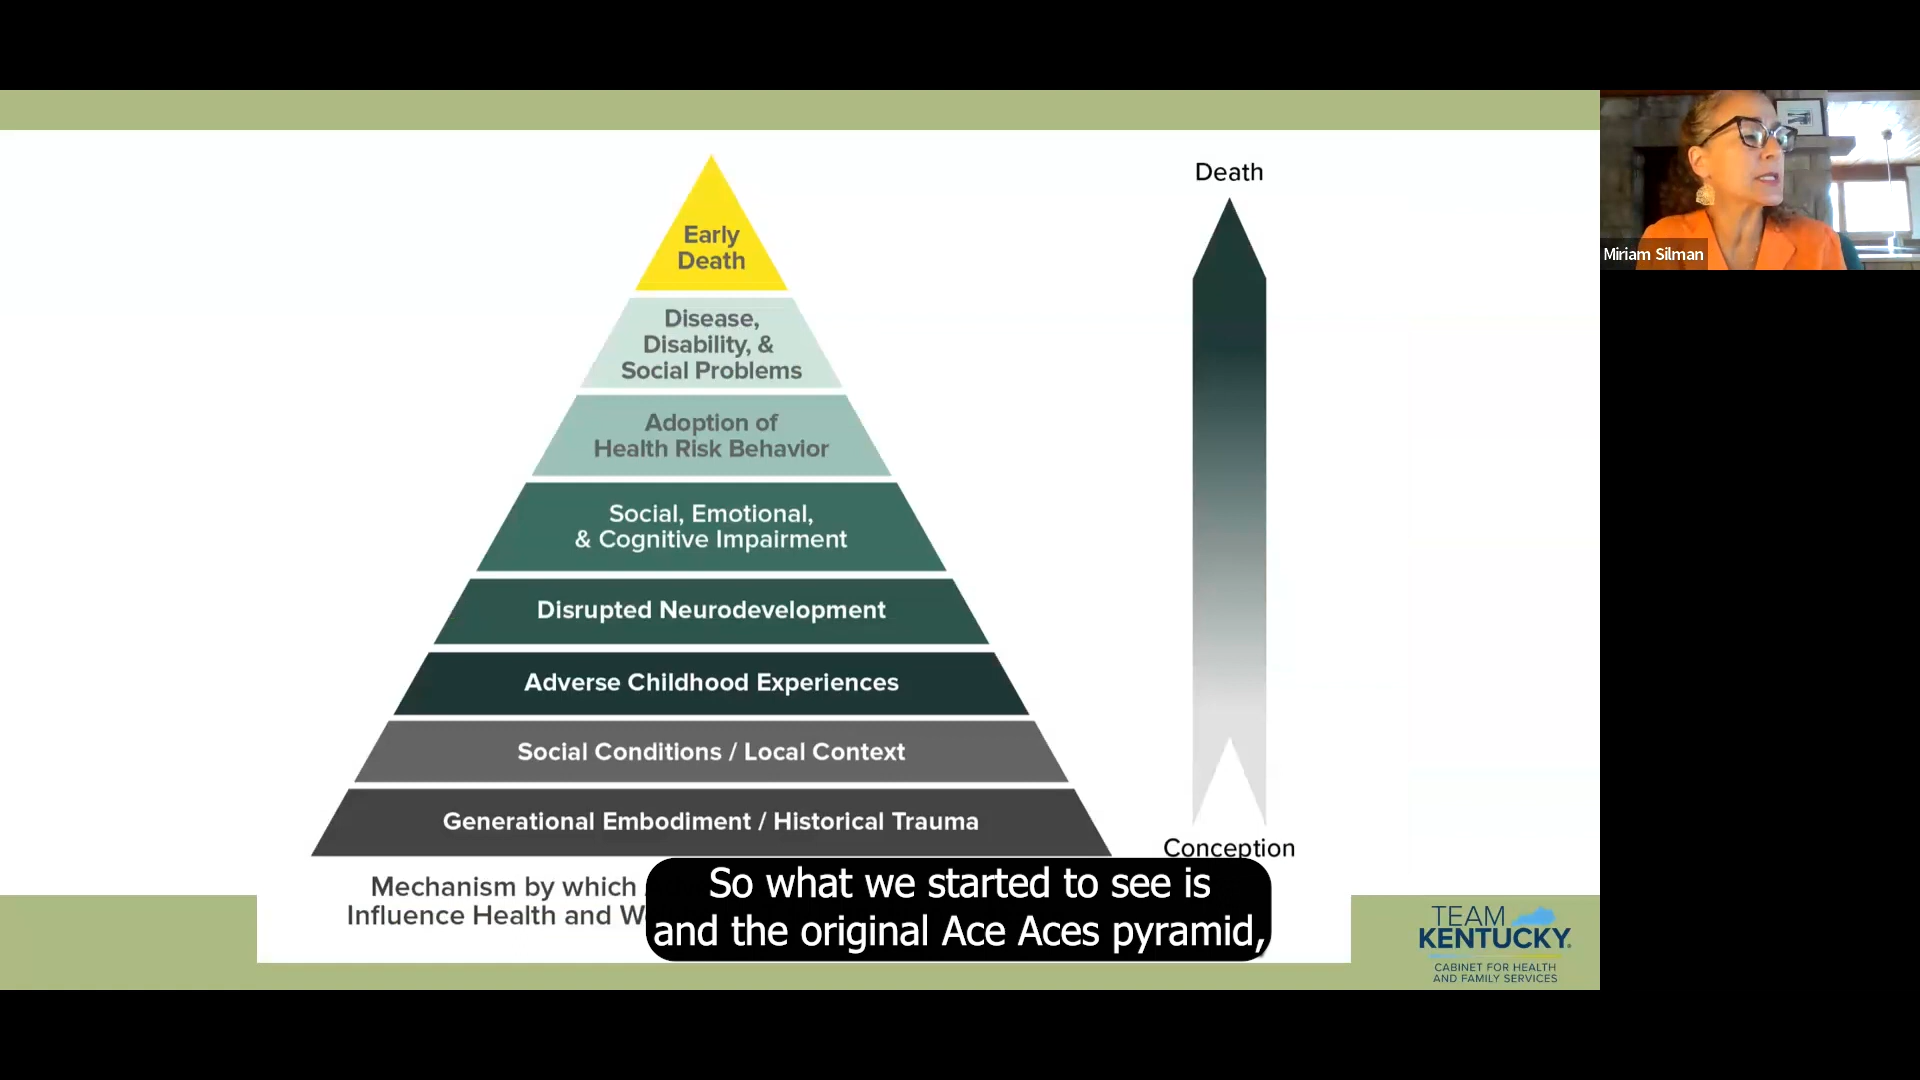 Early
Death
Disease,
Disability, &
Social Problems
Adoption of
Health Risk Behavior
Social, Emotional,
& Cognitive Impairment
Disrupted Neurodevelopment
Adverse Childhood Experiences
Social Conditions / Local Context
Generational Embodiment / Historical Trauma
Mechanism by which
Influence Health and
Death
Conception
So what we started to see is
and the original Ace Aces pyramid,
TEAM
KENTUCKY
CABINET FOR HEALTH
AND FAMILY SERVICES
Miriam Silman